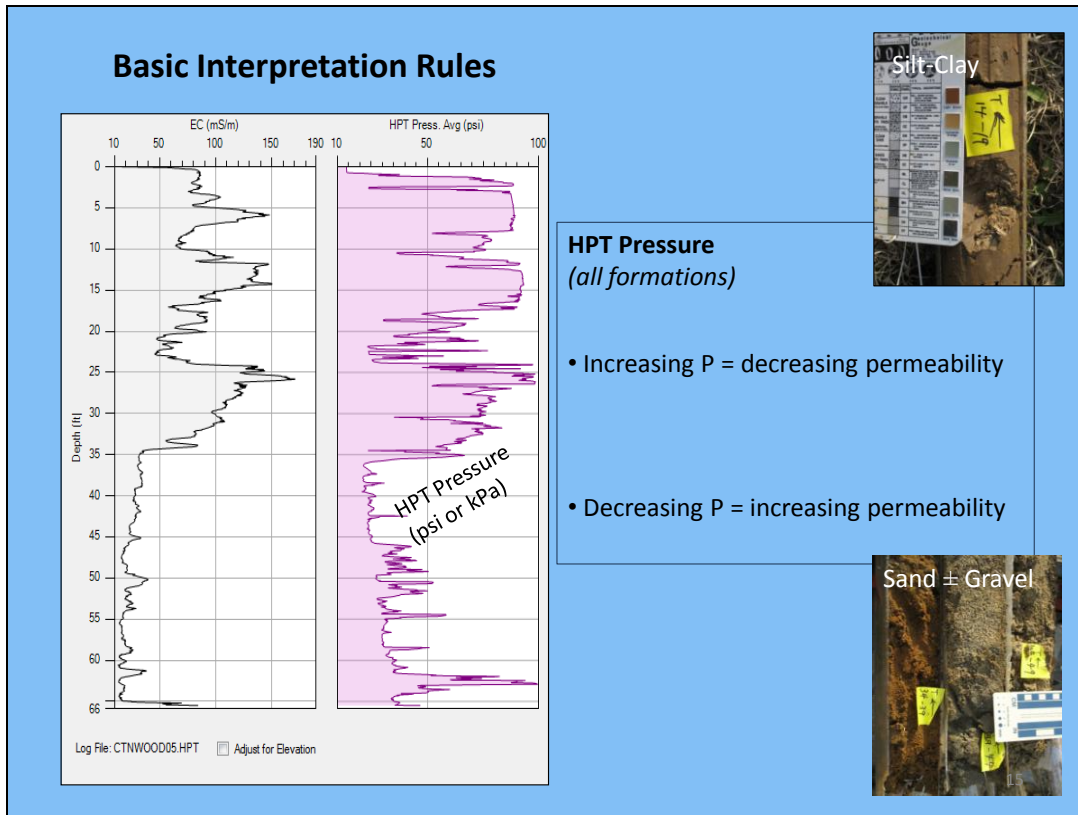 Basic Interpretation Rules
EC (mS/m)
10 50 100 150 190
HPT Press. Avg (psi)
10 50 100
Depth (ft)
0
5
10
15
20
25
30
35
40
45
50
55
60
66
HPT Pressure
(psi or kPa)
Log File: CTNWOOD05.HPT
Adjust for Elevation
HPT Pressure
(all formations)
• Increasing P = decreasing permeability
• Decreasing P = increasing permeability
Silt-Clay
Geotechnical
Gauge
Sand ± Gravel
15